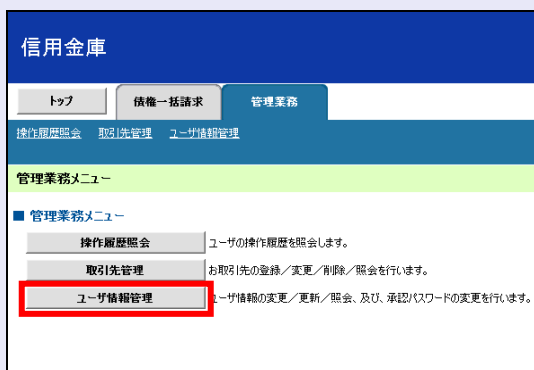 信用金庫
トップ 債権一括請求 管理業務
操作履歴照会 取引先管理 ユーザ情報管理
管理業務メニュー
■ 管理業務メニュー
操作履歴照会 ユーザの操作履歴を照会します。
取引先管理 お取引先の登録／変更／削除／照会を行います。
ユーザ情報管理 ユーザ情報の変更／更新／照会、及び、承認パスワードの変更を行います。